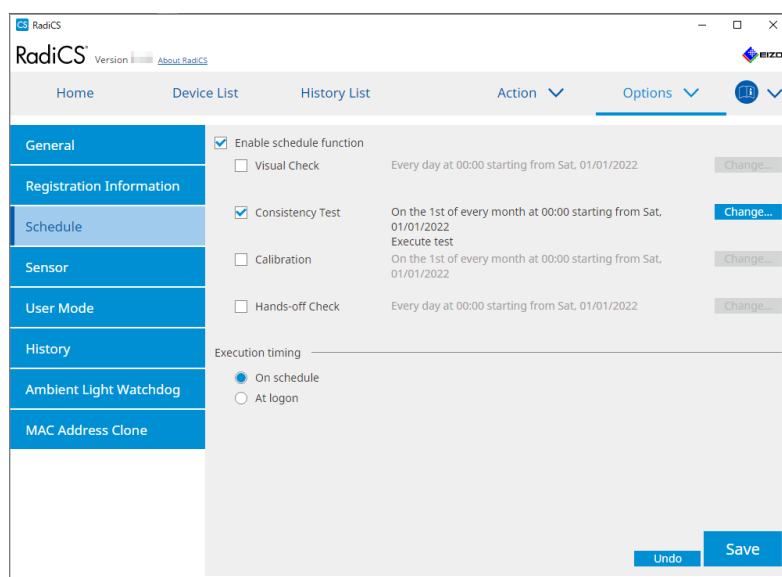 CS RadiCS
RadiCS® Version About RadiCS
EIZO
Home Device List History List Action Options
General
Registration Information
Schedule
Sensor
User Mode
History
Ambient Light Watchdog
MAC Address Clone
Enable schedule function
Visual Check Every day at 00:00 starting from Sat, 01/01/2022 Change...
Consistency Test On the 1st of every month at 00:00 starting from Sat, Change...
01/01/2022
Execute test
Calibration On the 1st of every month at 00:00 starting from Sat, Change...
01/01/2022
Hands-off Check Every day at 00:00 starting from Sat, 01/01/2022 Change...
Execution timing
On schedule
At logon
Undo Save